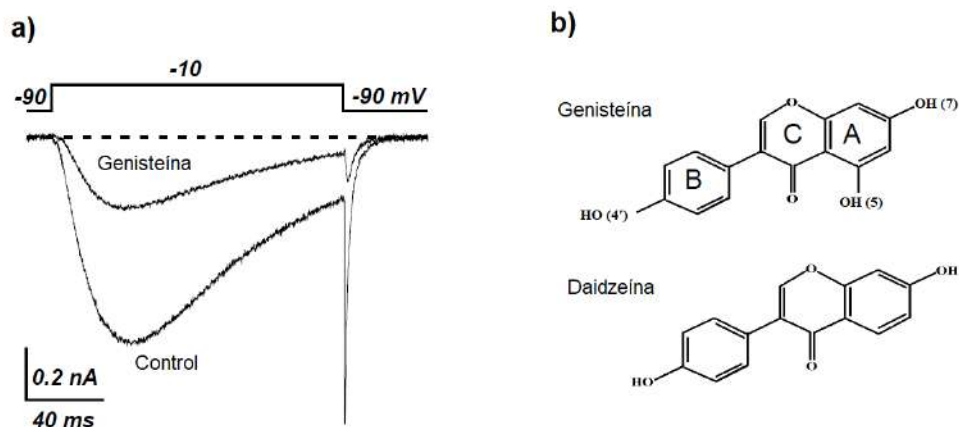 a)
-10
-90
-90 mV
Genisteína
Control
0.2 nA
40 ms
b)
Genisteína
O
OH (7)
C
A
B
O
OH (5)
HO (4')
Daidzeína
O
OH
O
HO